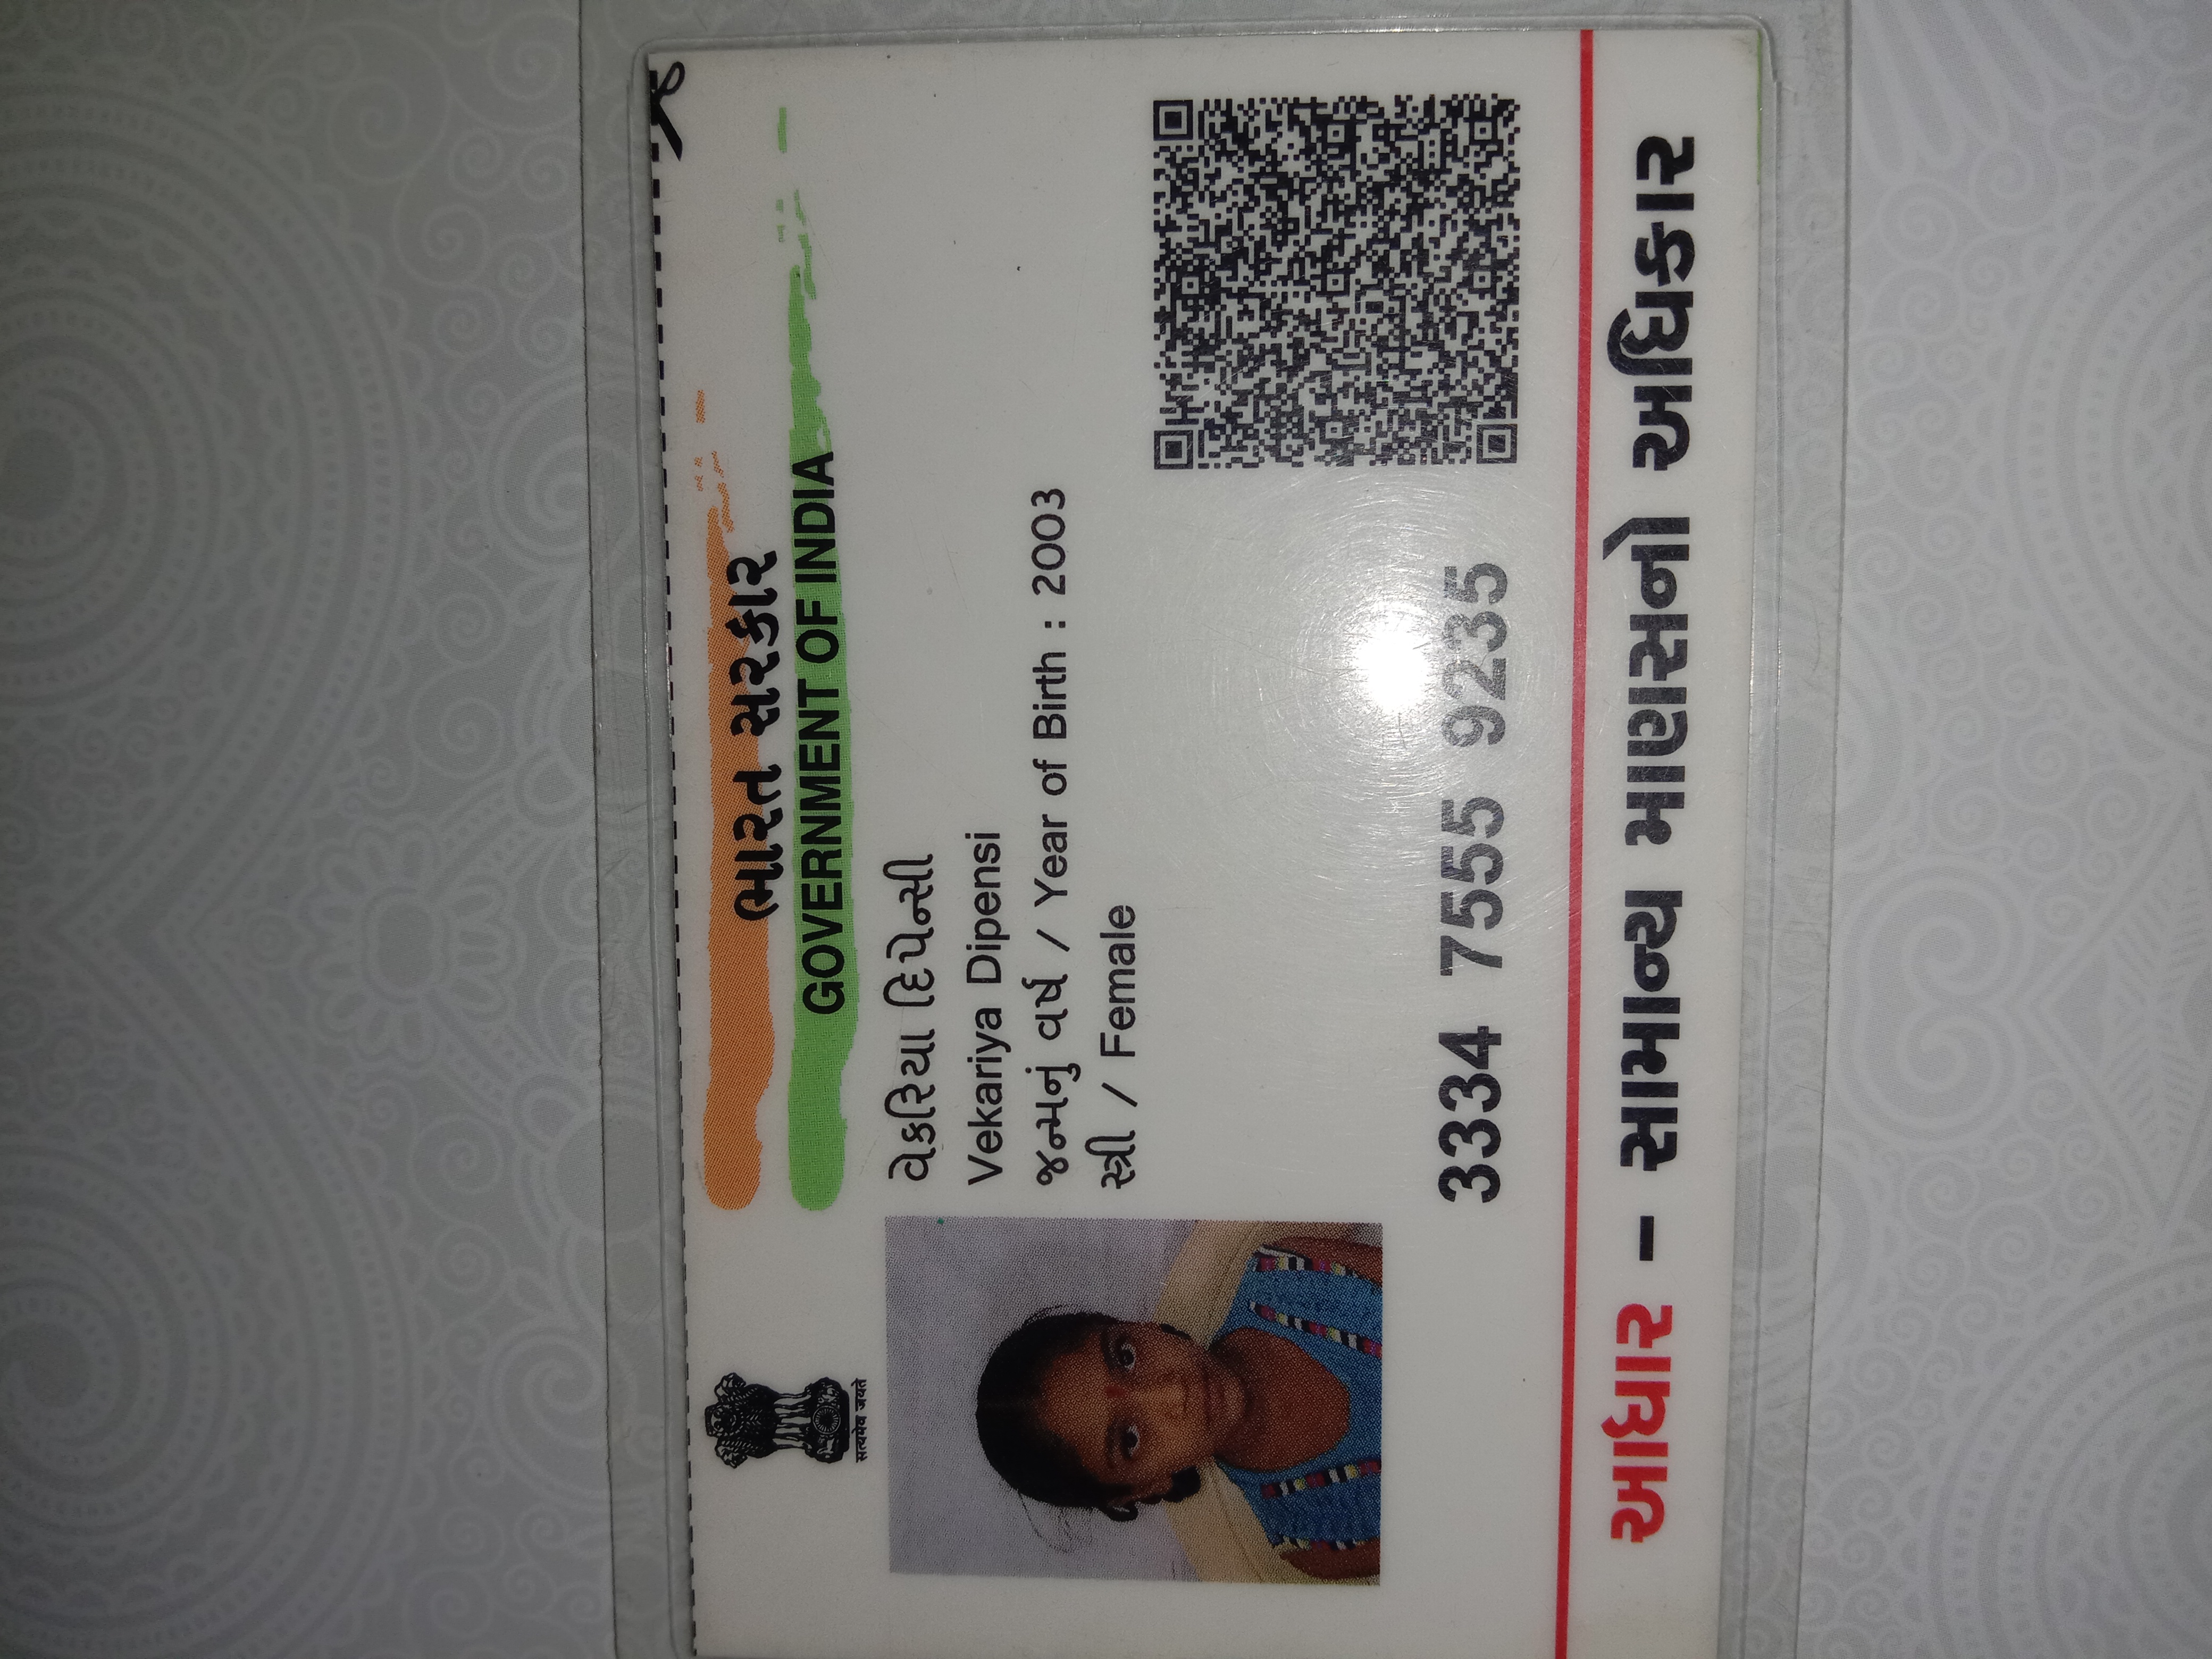 ભારત સરકાર
GOVERNMENT OF INDIA
सत्यमेव जयते
વેકરિયા દિપેન્સી
Vekariya Dipensi
જન્મનું વર્ષ / Year of Birth : 2003
સ્ત્રી / Female
3334 7555 9235
આધાર – સામાન્ય માણસનો અધિકાર